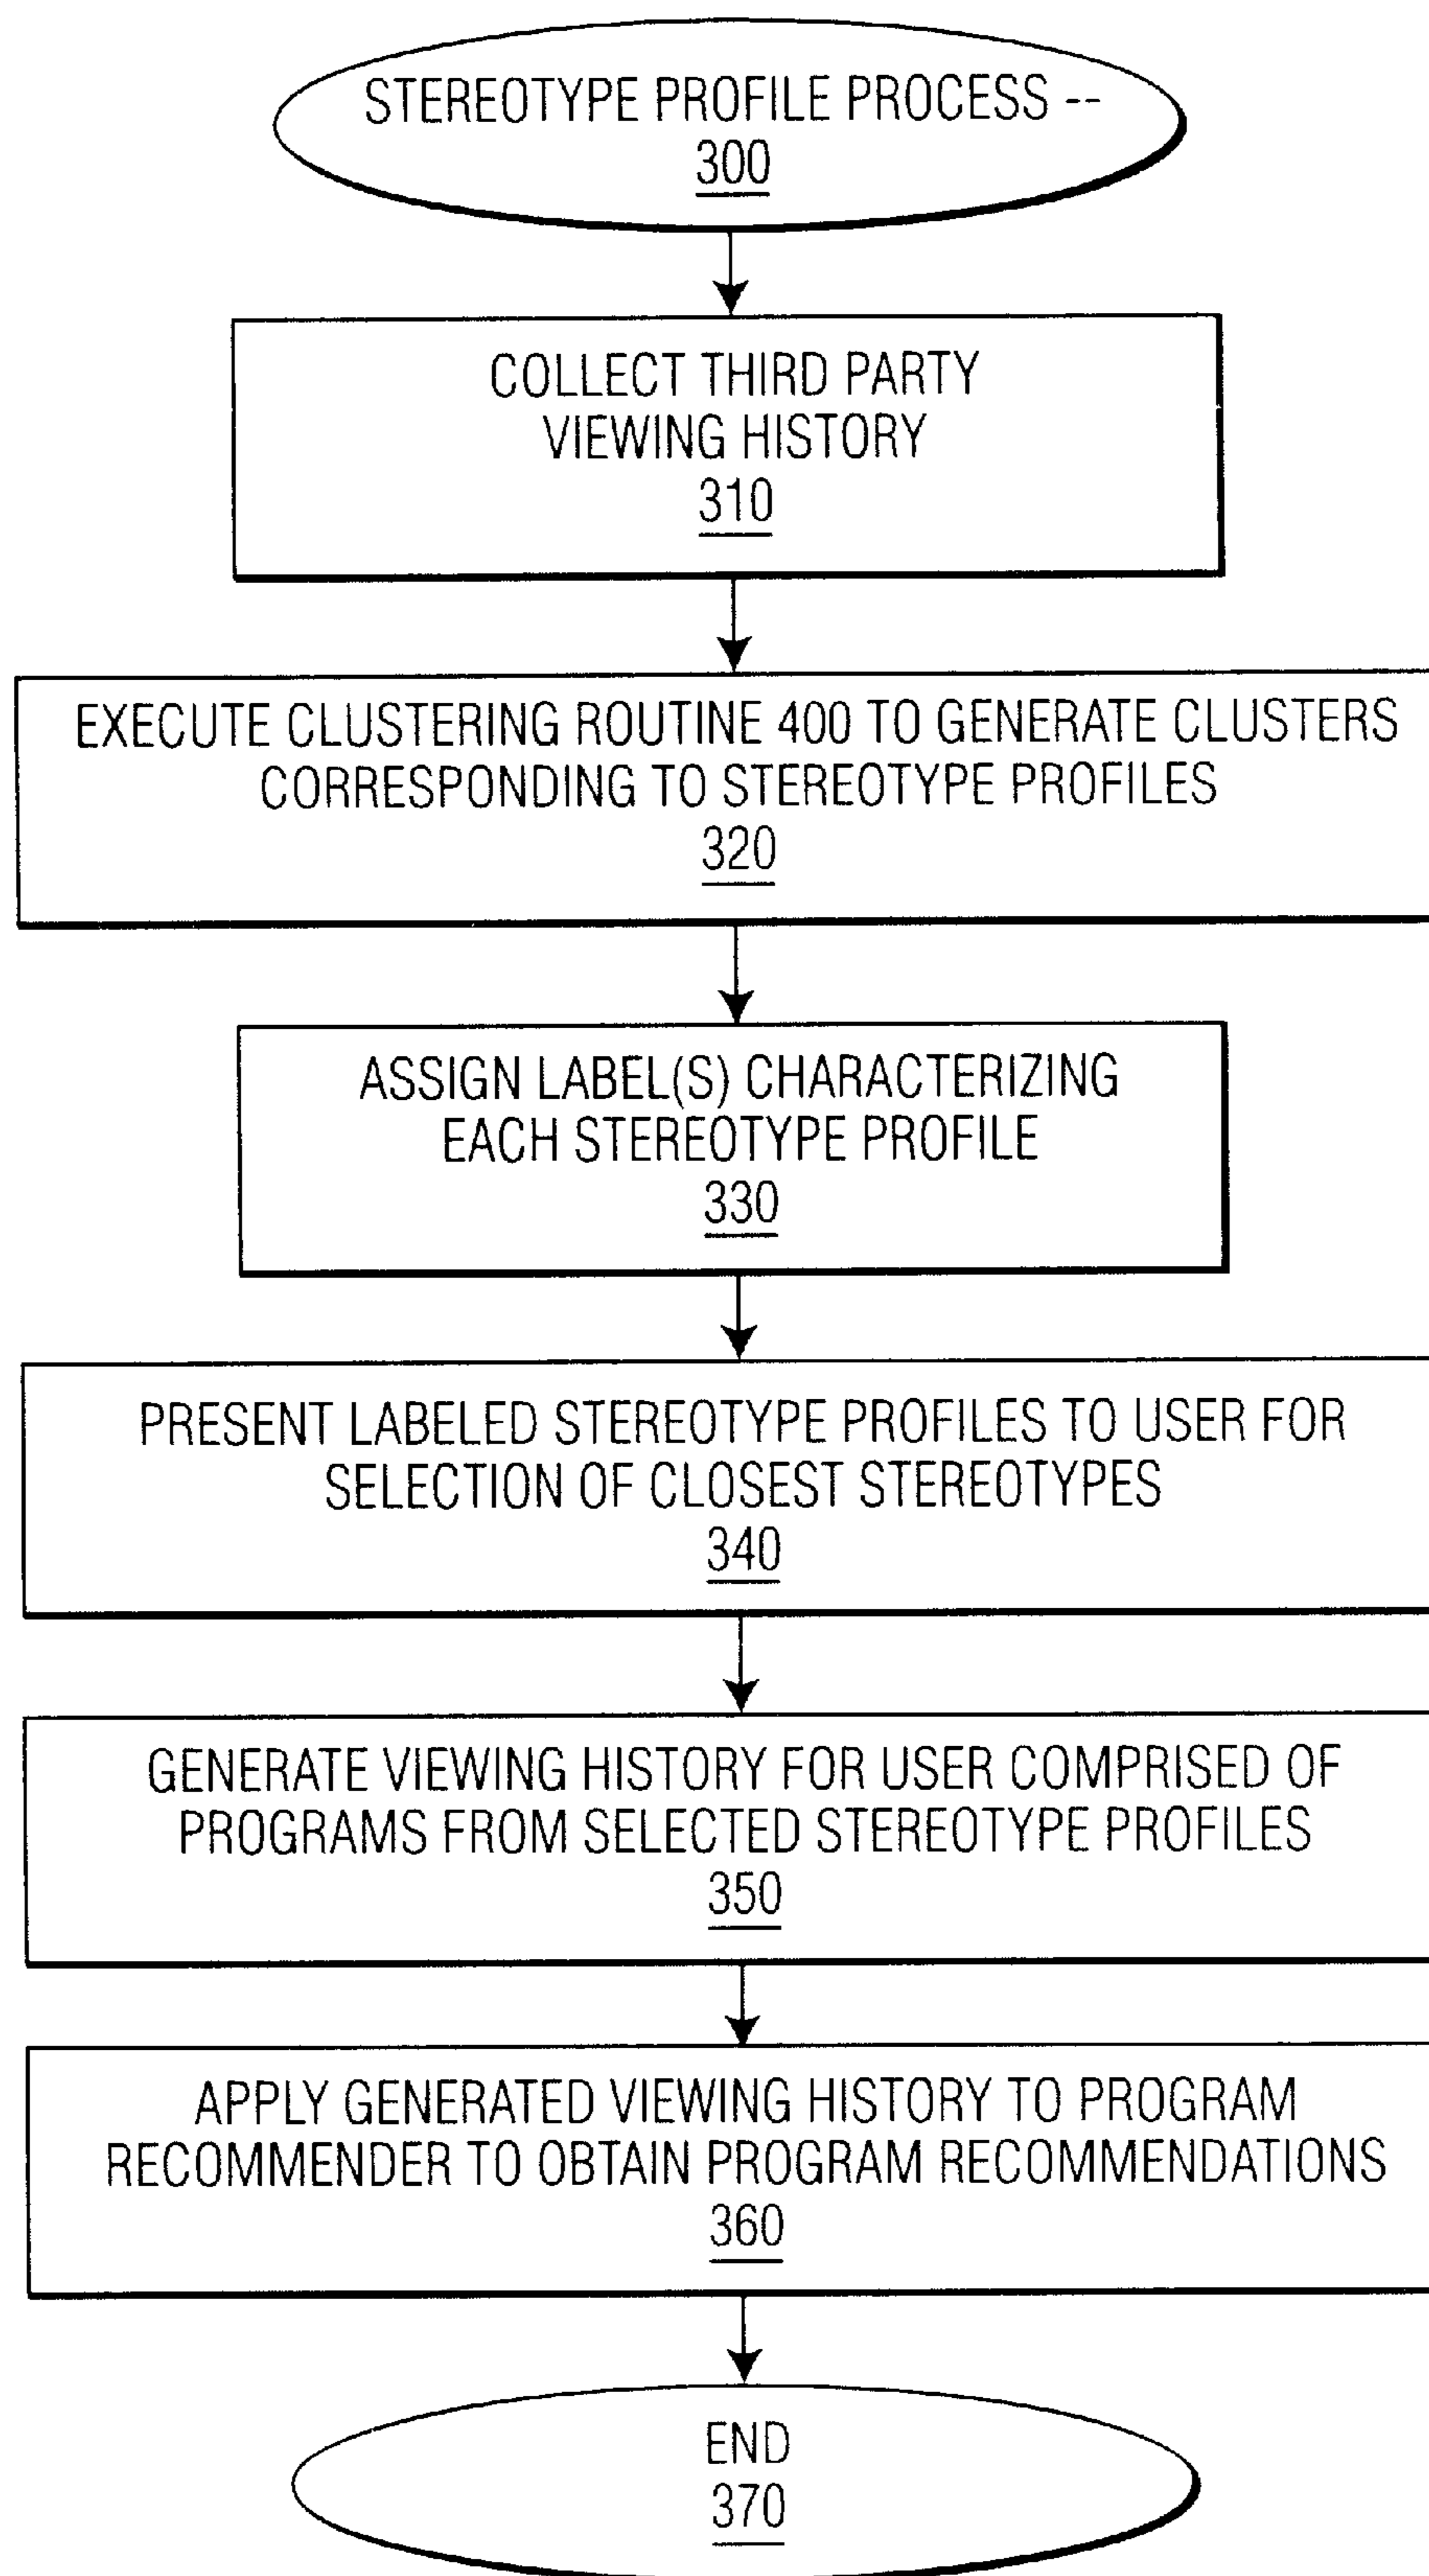 STEREOTYPE PROFILE PROCESS --
300
COLLECT THIRD PARTY
VIEWING HISTORY
310
EXECUTE CLUSTERING ROUTINE 400 TO GENERATE CLUSTERS
CORRESPONDING TO STEREOTYPE PROFILES
320
ASSIGN LABEL(S) CHARACTERIZING
EACH STEREOTYPE PROFILE
330
PRESENT LABELED STEREOTYPE PROFILES TO USER FOR
SELECTION OF CLOSEST STEREOTYPES
340
GENERATE VIEWING HISTORY FOR USER COMPRISED OF
PROGRAMS FROM SELECTED STEREOTYPE PROFILES
350
APPLY GENERATED VIEWING HISTORY TO PROGRAM
RECOMMENDER TO OBTAIN PROGRAM RECOMMENDATIONS
360
END
370